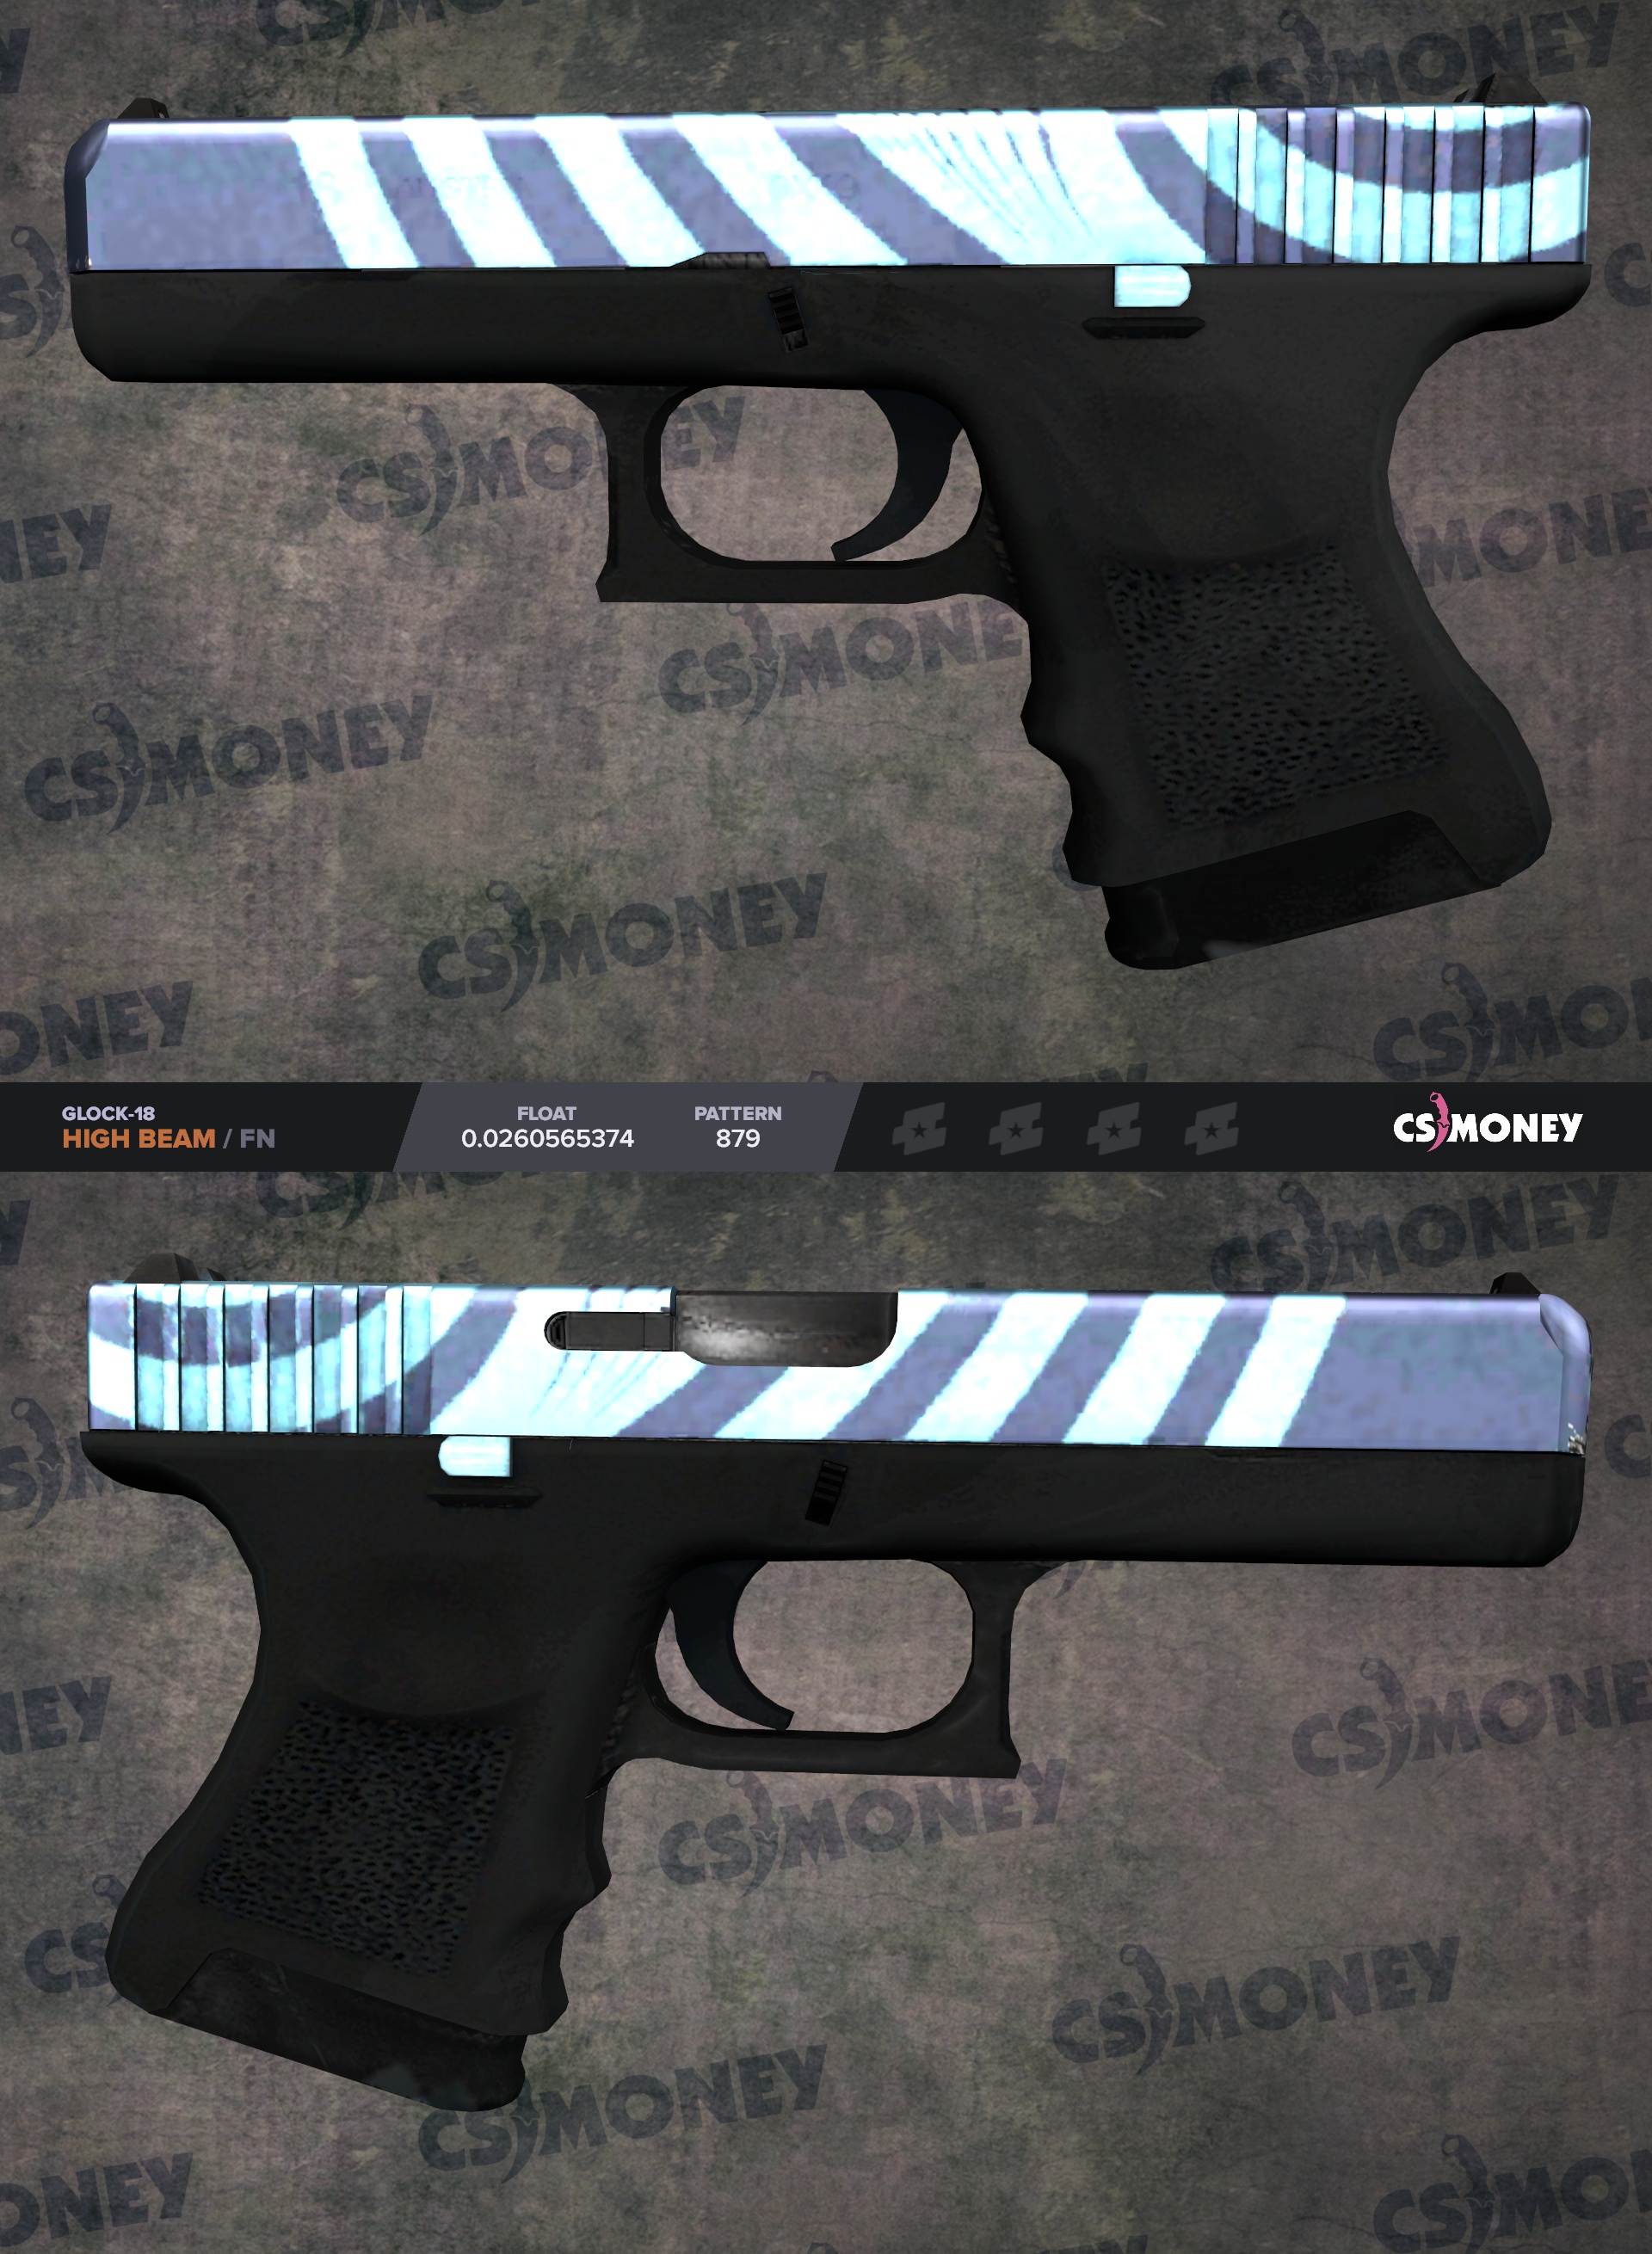 GLOCK-18
HIGH BEAM / FN
FLOAT
0.0260565374
PATTERN
879
CS MONEY